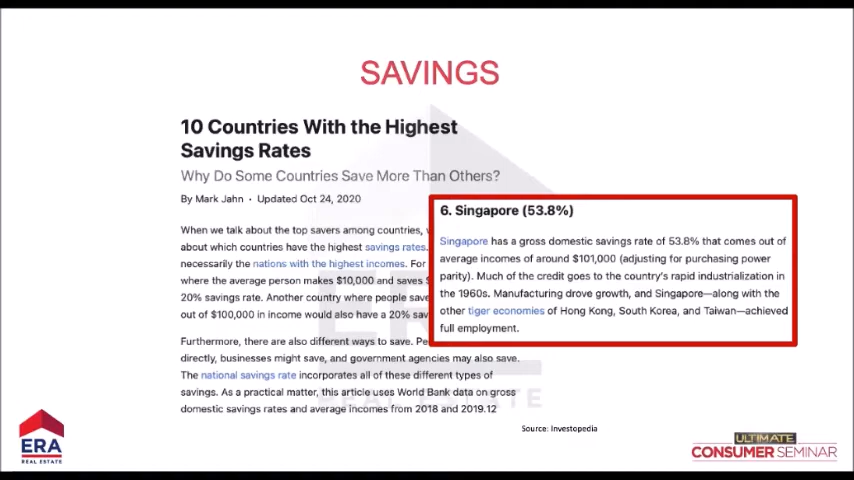 SAVINGS
10 Countries With the Highest
Savings Rates
Why Do Some Countries Save More Than Others?
By Mark Jahn · Updated Oct 24, 2020
When we talk about the top savers among countries,
about which countries have the highest savings rates.
necessarily the nations with the highest incomes. For
where the average person makes $10,000 and saves
20% savings rate. Another country where people save
out of $100,000 in income would also have a 20%
Furthermore, there are also different ways to save.
directly, businesses might save, and government agencies may also save.
The national savings rate incorporates all of these different types of
savings. As a practical matter, this article uses World Bank data on gross
domestic savings rates and average incomes from 2018 and 2019.12
6. Singapore (53.8%)
Singapore has a gross domestic savings rate of 53.8% that comes out of
average incomes of around $101,000 (adjusting for purchasing power
parity). Much of the credit goes to the country's rapid industrialization in
the 1960s. Manufacturing drove growth, and Singapore—along with the
other tiger economies of Hong Kong, South Korea, and Taiwan—achieved
full employment.
Source: Investopedia
ERA
REAL ESTATE
ERA
REAL ESTATE
ULTIMATE
CONSUMER SEMINAR